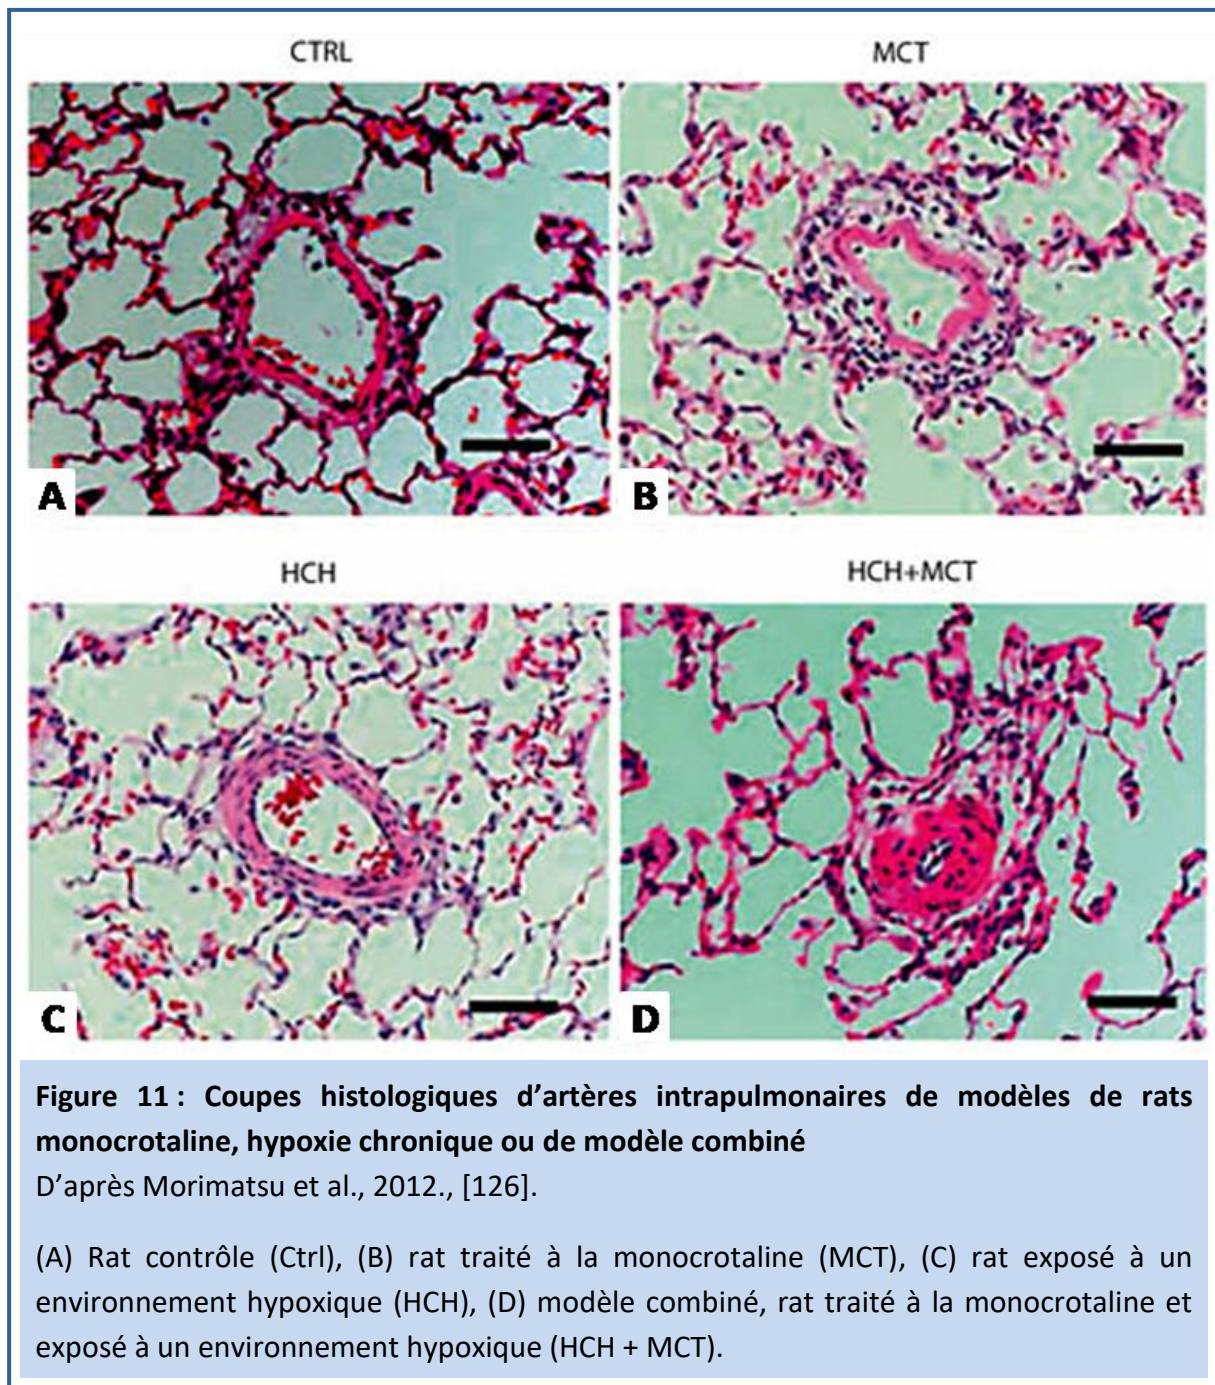 CTRL
MCT
A
B
HCH
HCH+MCT
C
D
Figure 11 : Coupes histologiques d’artères intrapulmonaires de modèles de rats
monocrotaline, hypoxie chronique ou de modèle combiné
D’après Morimatsu et al., 2012., [126].
(A) Rat contrôle (Ctrl), (B) rat traité à la monocrotaline (MCT), (C) rat exposé à un
environnement hypoxique (HCH), (D) modèle combiné, rat traité à la monocrotaline et
exposé à un environnement hypoxique (HCH + MCT).